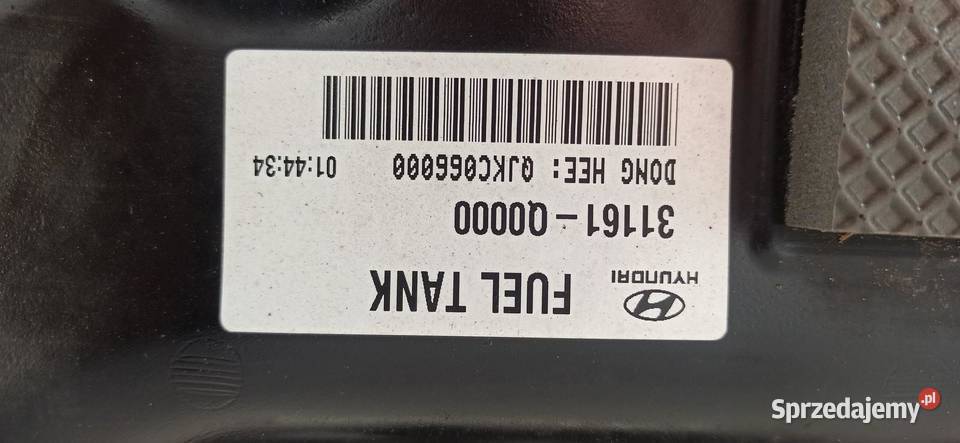 HYUNDAI
FUEL TANK
31161-Q0000
DONG HEE: QJKC066000 01:44:34
Sprzedajemy.pl